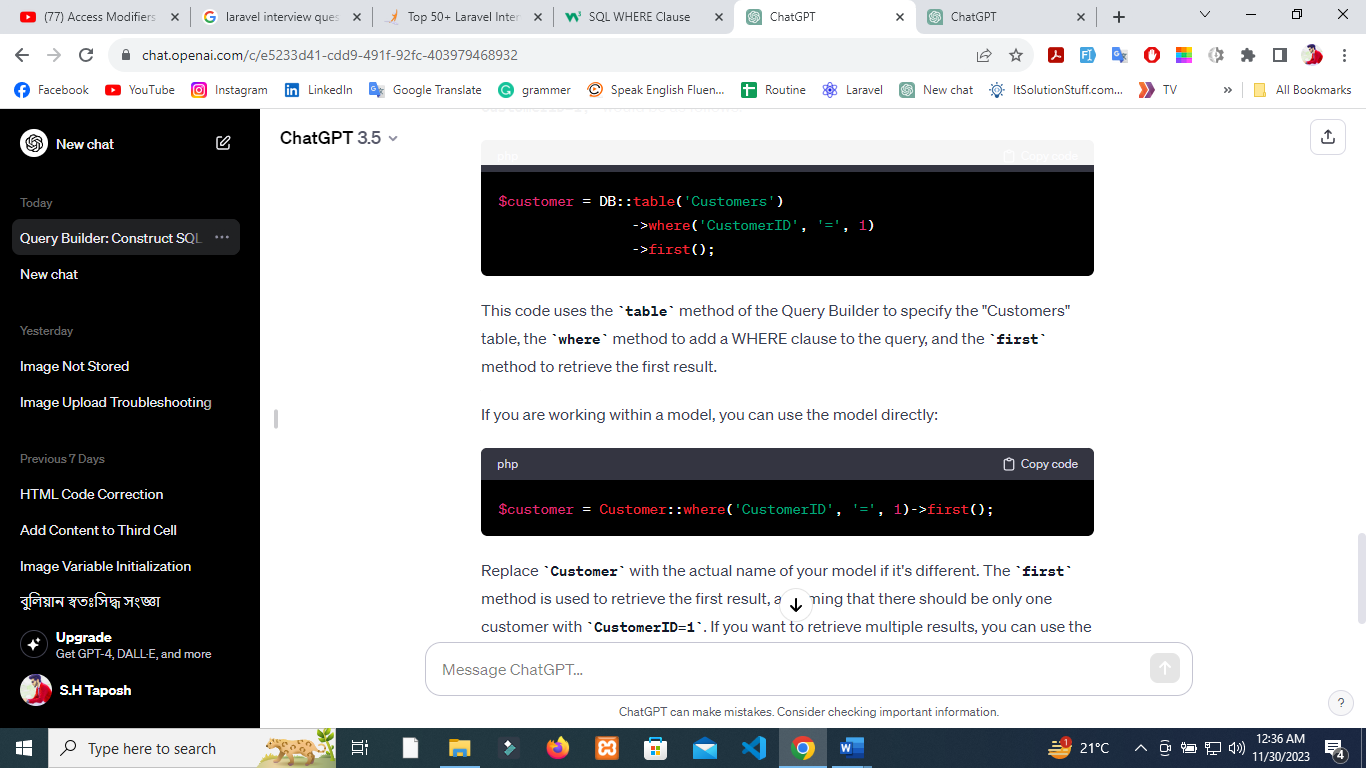 (77) Access Modifiers
laravel interview ques
Top 50+ Laravel Inter
SQL WHERE Clause
ChatGPT
ChatGPT
chat.openai.com/c/e5233d41-cdd9-491f-92fc-403979468932
Facebook
YouTube
Instagram
LinkedIn
Google Translate
grammer
Speak English Fluen...
Routine
Laravel
New chat
ItSolutionStuff.com...
TV
»
All Bookmarks
New chat
Today
Query Builder: Construct SQL ...
New chat
Yesterday
Image Not Stored
Image Upload Troubleshooting
Previous 7 Days
HTML Code Correction
Add Content to Third Cell
Image Variable Initialization
বুলিয়ান স্বতঃসিদ্ধ সংজ্ঞা
Upgrade
Get GPT-4, DALL·E, and more
S.H Taposh
ChatGPT 3.5
php Copy code
$customer = DB::table('Customers')
->where('CustomerID', '=', 1)
->first();
This code uses the `table` method of the Query Builder to specify the "Customers"
table, the `where` method to add a WHERE clause to the query, and the `first`
method to retrieve the first result.
If you are working within a model, you can use the model directly:
php Copy code
$customer = Customer::where('CustomerID', '=', 1)->first();
Replace `Customer` with the actual name of your model if it's different. The `first`
method is used to retrieve the first result, a ming that there should be only one
customer with `CustomerID=1`. If you want to retrieve multiple results, you can use the
Message ChatGPT...
ChatGPT can make mistakes. Consider checking important information.
?
Type here to search
21°C
12:36 AM
11/30/2023
1
4